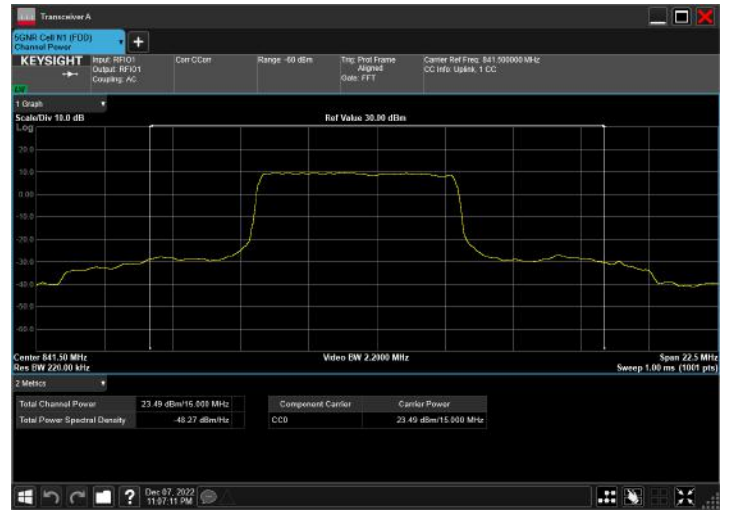 Transceiver A
5GNR Cell N1 (FDD)
Channel Power
KEYSIGHT
Input: RFIO1
Output: RFIO1
Coupling: AC
Corr CCorr
Range -60 dBm
Trig: Prot Frame
Aligned
Gate: FFT
Carrier Ref Freq: 841.500000 MHz
CC Info: Uplink, 1 CC
1 Graph
Scale/Div 10.0 dB
Ref Value 30.00 dBm
Log
20.0
10.0
0.00
-10.0
-20.0
-30.0
-40.0
-50.0
-60.0
Center 841.50 MHz
Video BW 2.2000 MHz
Span 22.5 MHz
Res BW 220.00 kHz
Sweep 1.00 ms (1001 pts)
2 Metrics
Total Channel Power 23.49 dBm/15.000 MHz
Total Power Spectral Density -48.27 dBm/Hz
Component Carrier Carrier Power
CC0 23.49 dBm/15.000 MHz
Dec 07, 2022
11:07:11 PM